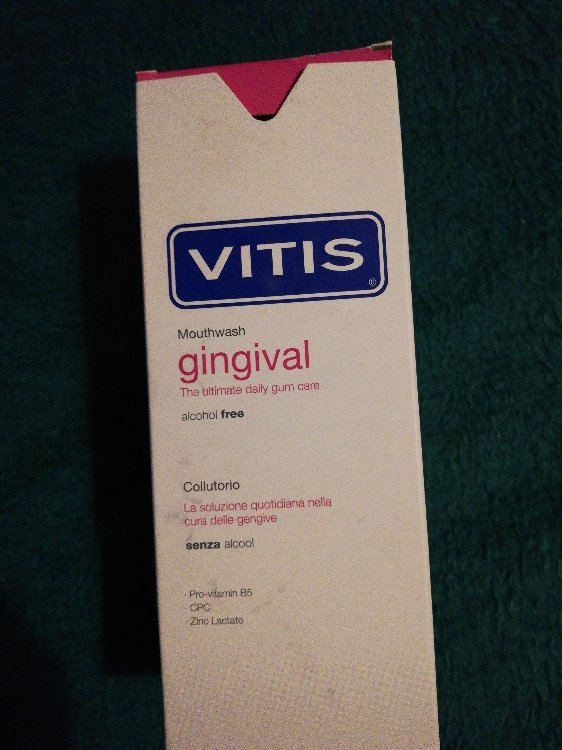 VITIS®
Mouthwash
gingival
The ultimate daily gum care
alcohol free
Collutorio
La soluzione quotidiana nella
cura delle gengive
senza alcool
· Pro-vitamin B5
· CPC
· Zinc Lactate